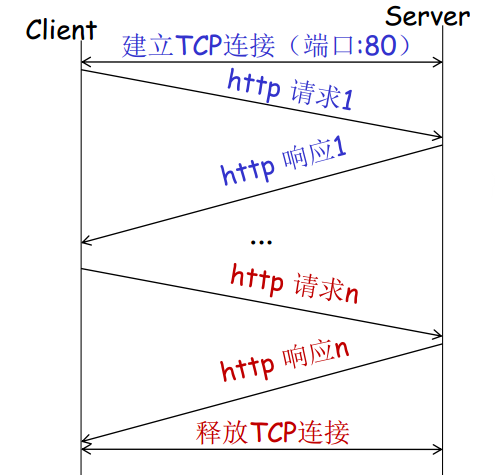 Client
Server
建立TCP连接（端口:80）
http 请求1
http 响应1
...
http 请求n
http 响应n
释放TCP连接